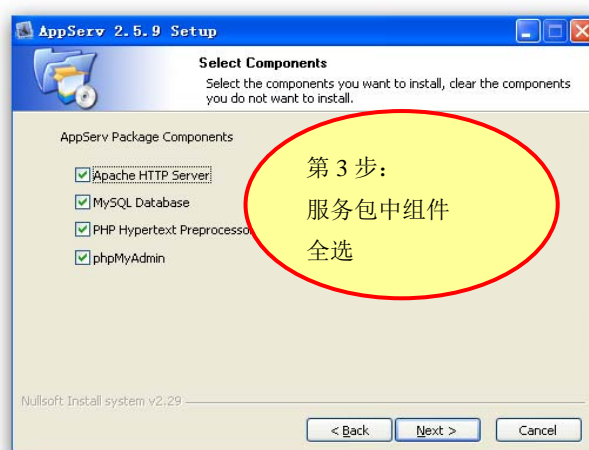 AppServ 2.5.9 Setup
Select Components
Select the components you want to install, clear the components
you do not want to install.
AppServ Package Components
Apache HTTP Server
MySQL Database
PHP Hypertext Preprocesso
phpMyAdmin
第 3 步：
服务包中组件
全选
Nullsoft Install system v2.29
< Back
Next >
Cancel